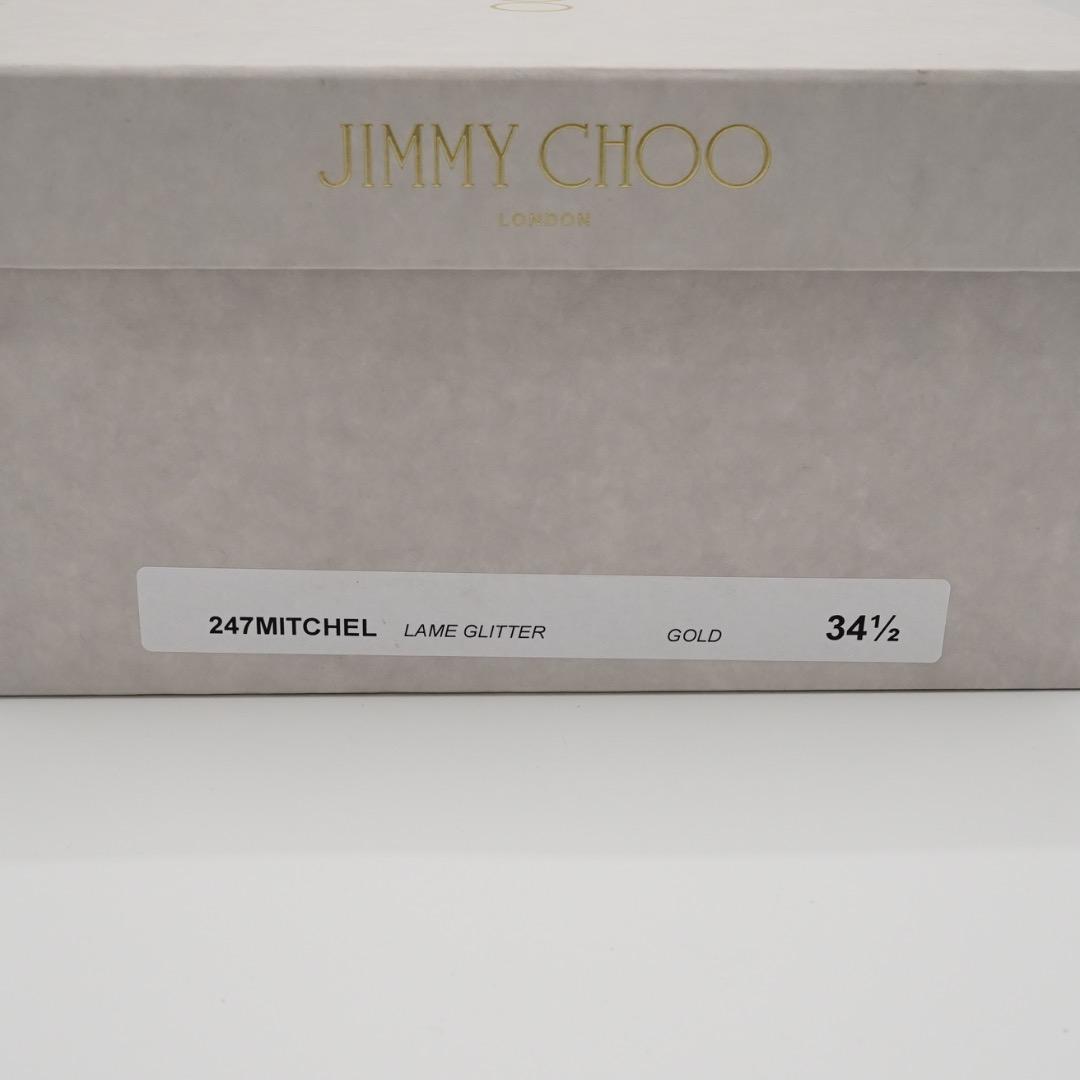 JIMMY CHOO
LONDON
247MITCHEL LAME GLITTER GOLD 34½